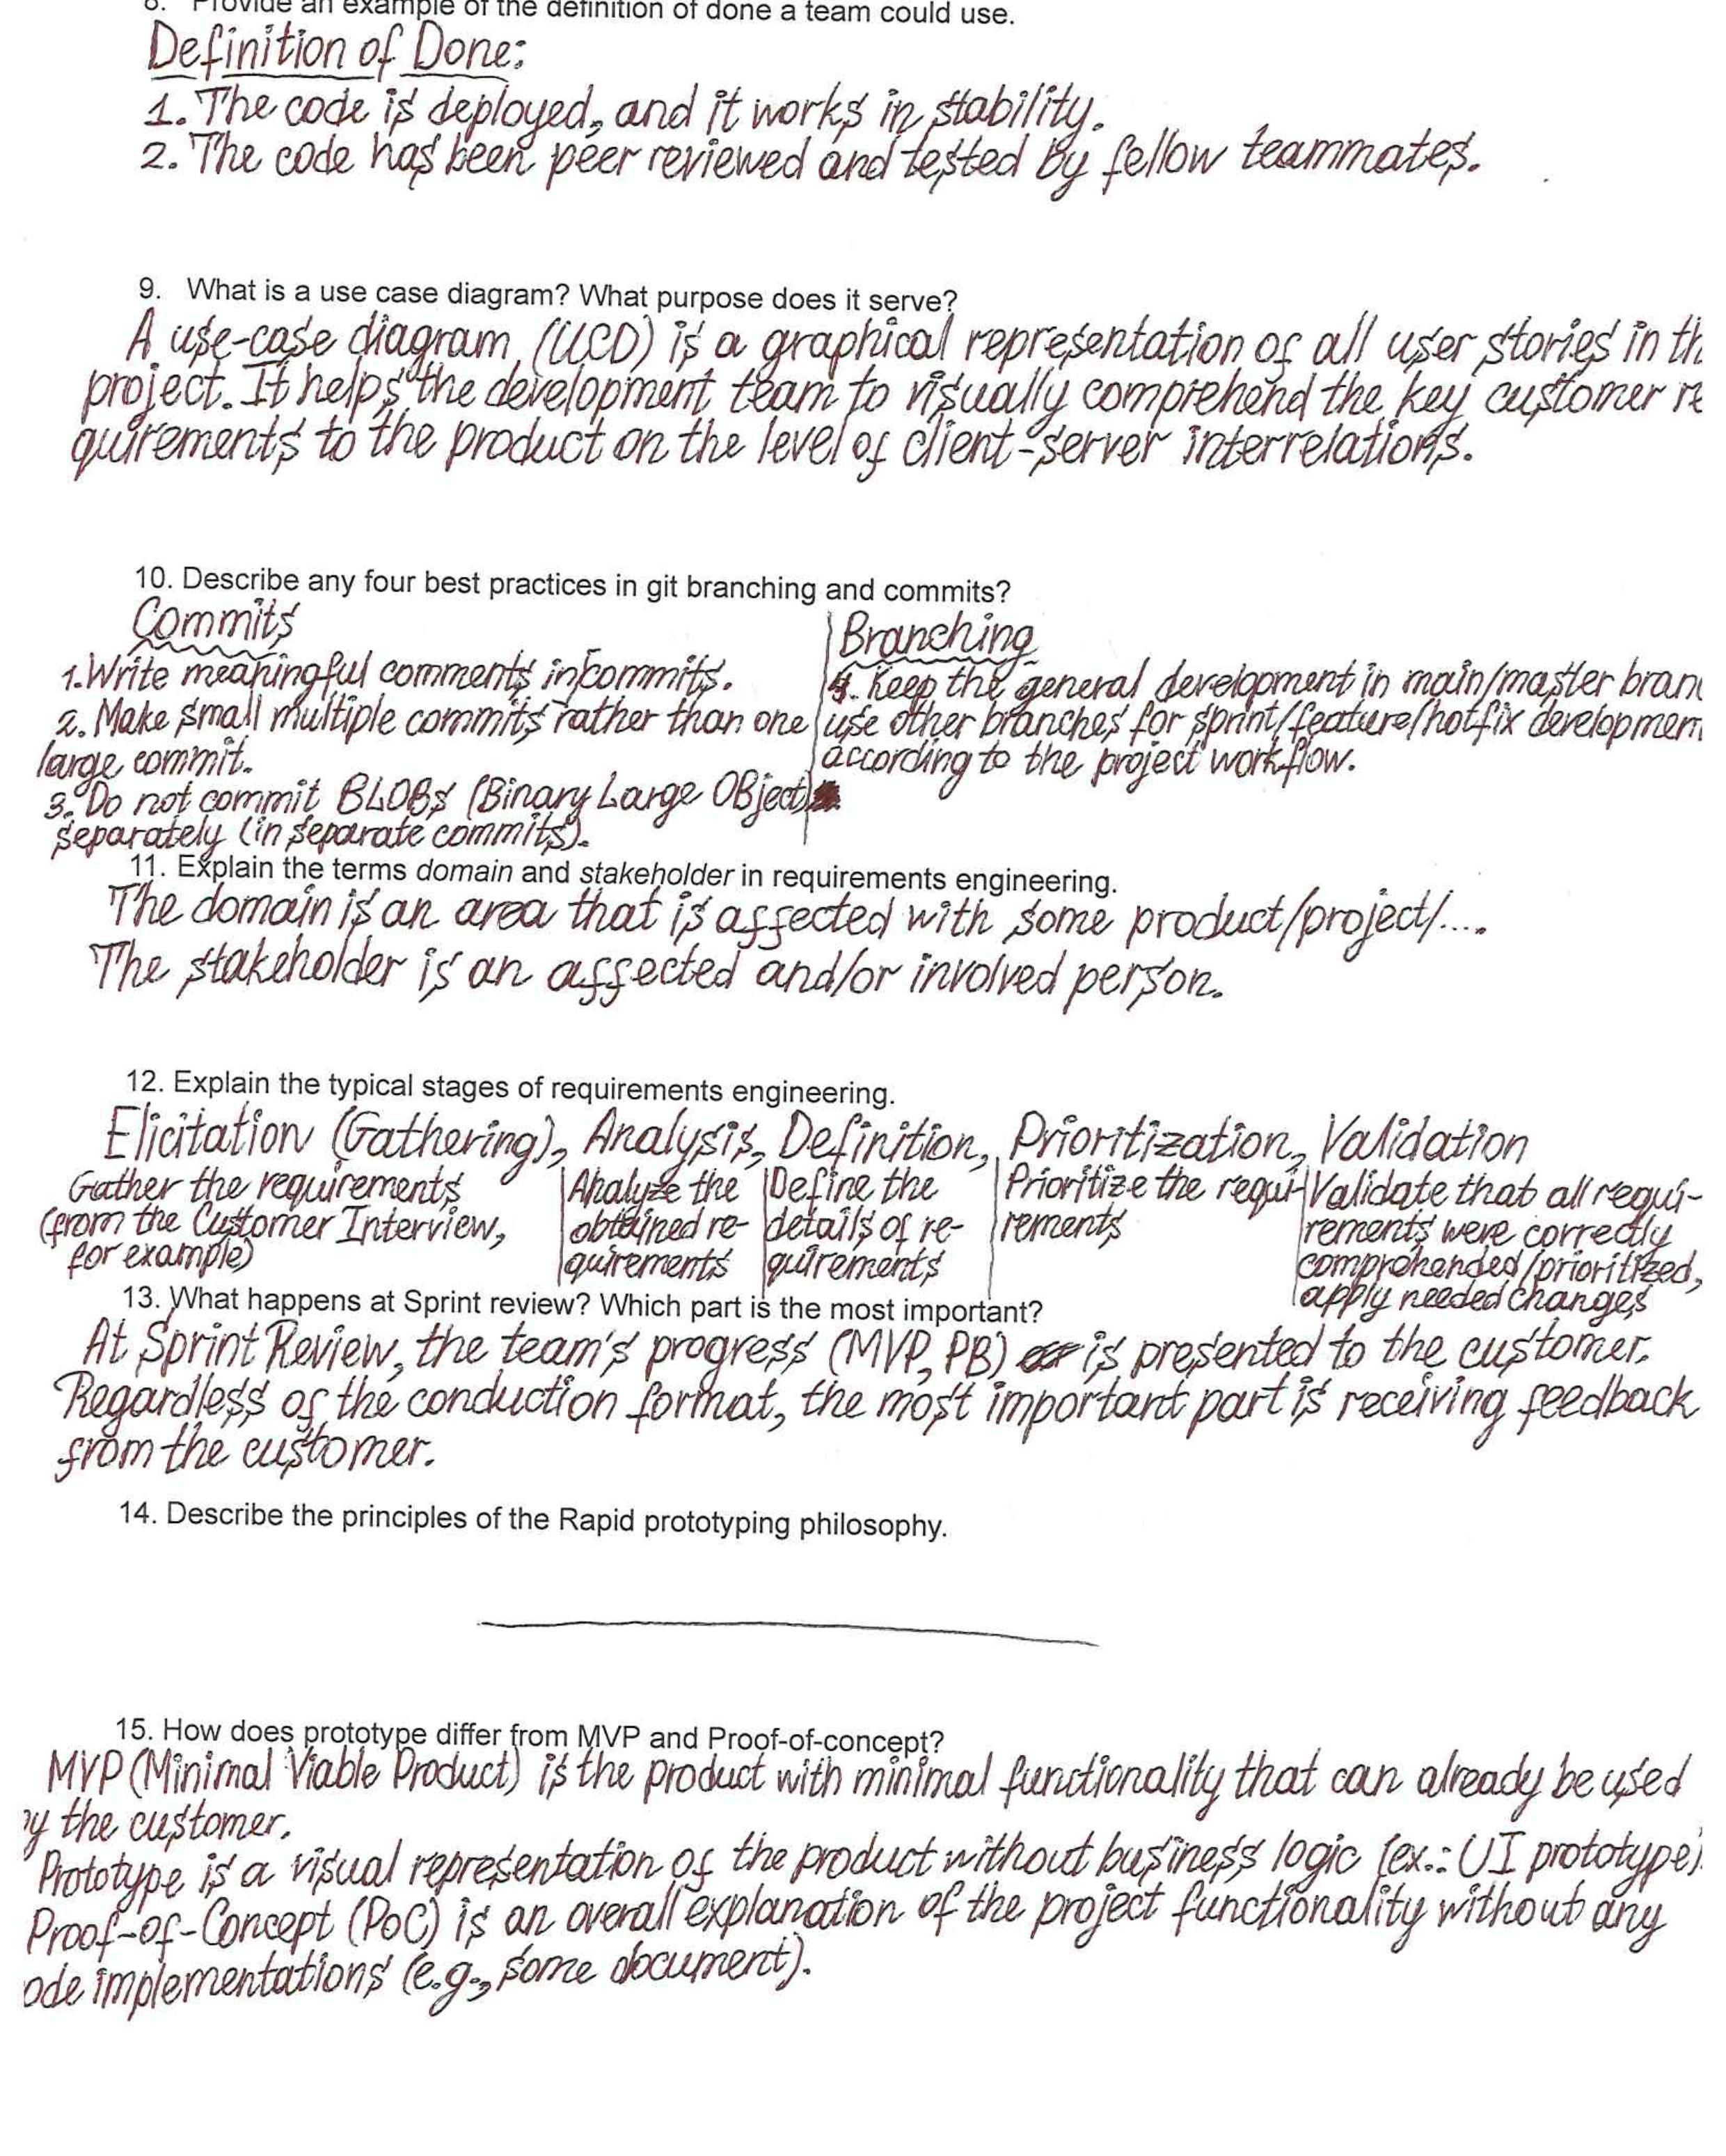 8. Provide an example of the definition of done a team could use.
Definition of Done:
1. The code is deployed, and it works in stability.
2. The code has been peer reviewed and tested by fellow teammates.
9. What is a use case diagram? What purpose does it serve?
A use-case diagram (UCD) is a graphical representation of all user stories in th
project. It helps the development team to visually comprehend the key customer re
quirements to the product on the level of client-server interrelations.
10. Describe any four best practices in git branching and commits?
Commits
1. Write meaningful comments in commits.
2. Make small multiple commits rather than one
large commit.
3. Do not commit BLOBs (Binary Large OBject)
separately (in separate commits).
Branching
4. Keep the general development in main/master bran
use other branches for sprint/feature/hotfix developmen
according to the project workflow.
11. Explain the terms domain and stakeholder in requirements engineering.
The domain is an area that is affected with some product/project/....
The stakeholder is an affected and/or involved person.
12. Explain the typical stages of requirements engineering.
Elicitation (Gathering), Analysis, Definition, Prioritization, Validation
Gather the requirements
(from the Customer Interview,
for example)
Analyze the
obtained re-
quirements
Define the
details of re-
quirements
Prioritize the requi-
rements
Validate that all requi-
rements were correctly
comprehended/prioritized,
apply needed changes
13. What happens at Sprint review? Which part is the most important?
At Sprint Review, the team's progress (MVP, PB) is presented to the customer.
Regardless of the conduction format, the most important part is receiving feedback
from the customer.
14. Describe the principles of the Rapid prototyping philosophy.
15. How does prototype differ from MVP and Proof-of-concept?
MVP (Minimal Viable Product) is the product with minimal functionality that can already be used
y the customer.
Prototype is a visual representation of the product without business logic (ex.: UI prototype).
Proof-of-Concept (PoC) is an overall explanation of the project functionality without any
ode implementations (e.g., some document).